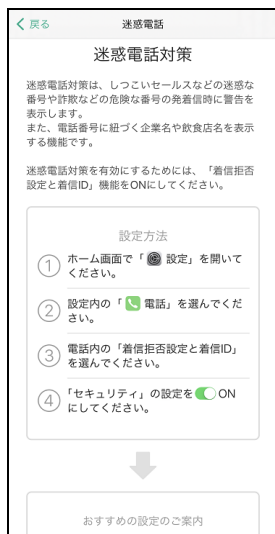 戻る
迷惑電話
迷惑電話対策
迷惑電話対策は、しつこいセールスなどの迷惑な
番号や詐欺などの危険な番号の発着信時に警告を
表示します。
また、電話番号に紐づく企業名や飲食店名を表示
する機能です。
迷惑電話対策を有効にするためには、「着信拒否
設定と着信ID」機能をONにしてください。
設定方法
① ホーム画面で「設定」を開いて
ください。
② 設定内の「電話」を選んでくだ
さい。
③ 電話内の「着信拒否設定と着信ID」
を選んでください。
④ 「セキュリティ」の設定をON
にしてください。
おすすめの設定のご案内